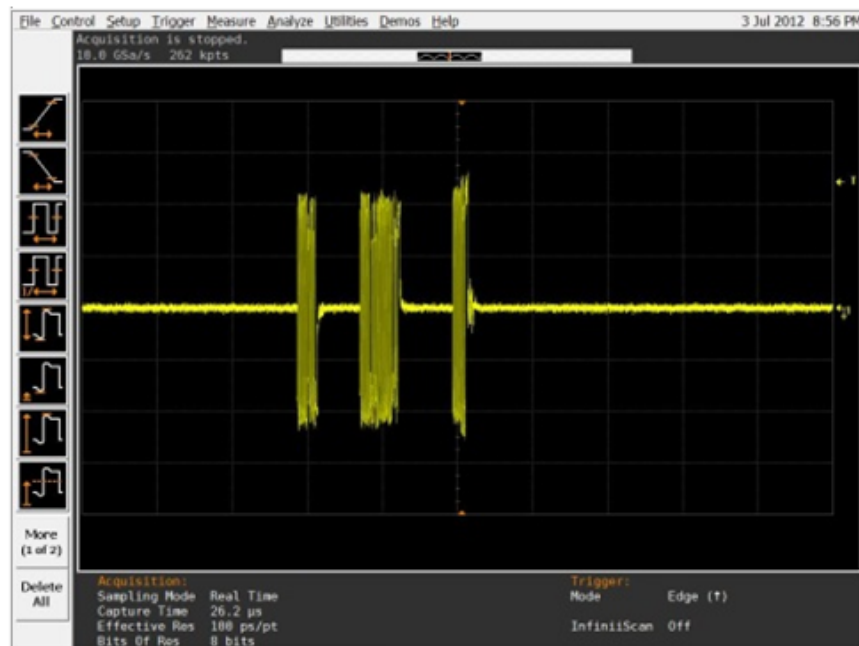 File Control Setup Trigger Measure Analyze Utilities Demos Help 3 Jul 2012 8:56 PM
Acquisition is stopped.
10.0 GSa/s 262 kpts
More
(1 of 2)
Delete
All
Acquisition: Trigger:
Sampling Mode Real Time Mode Edge (↑)
Capture Time 26.2 µs
Effective Res 100 ps/pt InfiniiScan Off
Bits Of Res 8 bits